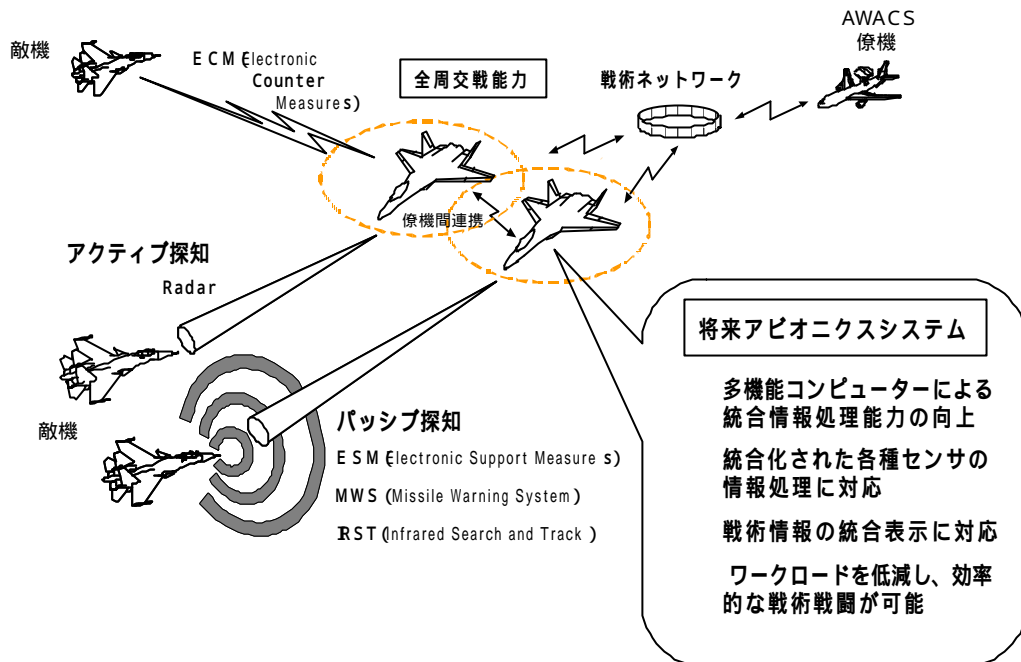 敵機
ECM(Electronic
Counter
Measures)
全周交戦能力
戦術ネットワーク
AWACS
僚機
僚機間連携
アクティブ探知
Radar
敵機
パッシブ探知
ESM(Electronic Support Measures)
MWS(Missile Warning System)
IRST(Infrared Search and Track)
将来アビオニクスシステム
多機能コンピューターによる
統合情報処理能力の向上
統合化された各種センサの
情報処理に対応
戦術情報の統合表示に対応
ワークロードを低減し、効率
的な戦術戦闘が可能